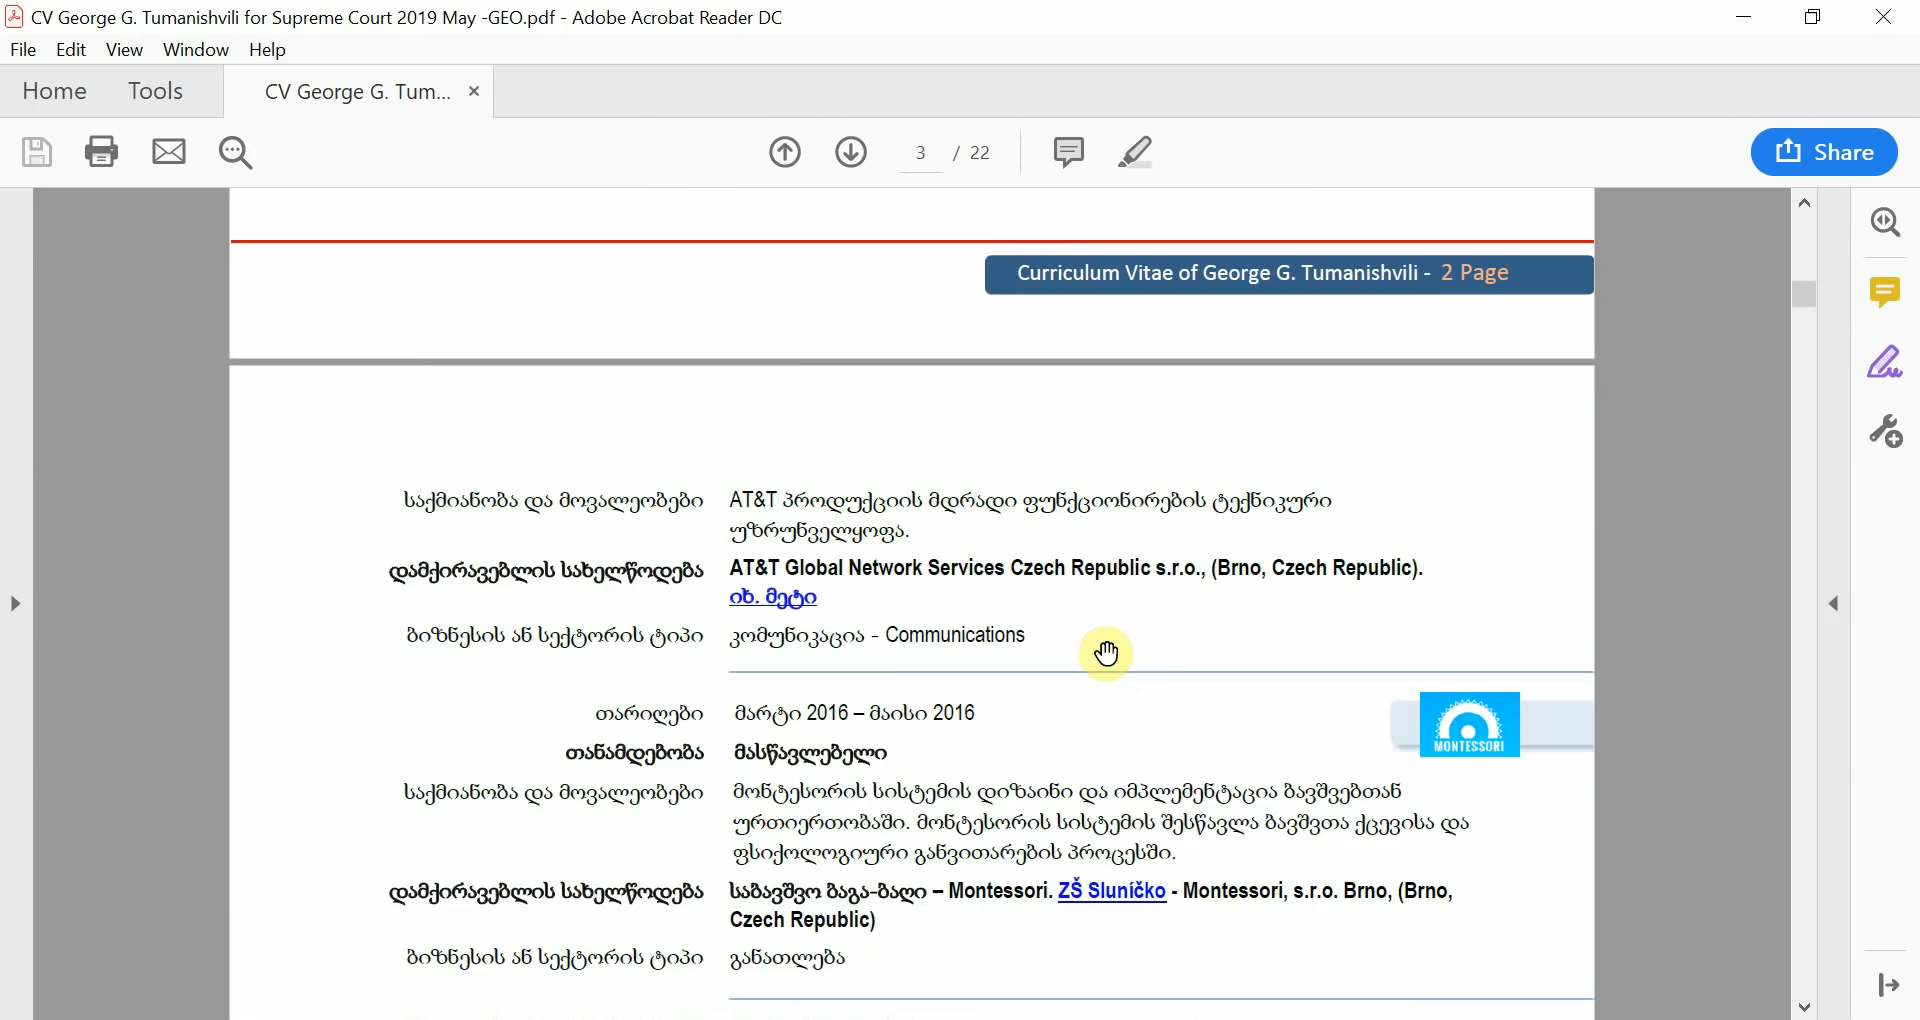 CV George G. Tumanishvili for Supreme Court 2019 May -GEO.pdf - Adobe Acrobat Reader DC
File Edit View Window Help
Home Tools CV George G. Tum... ×
3 / 22
Share
Curriculum Vitae of George G. Tumanishvili - 2 Page
საქმიანობა და მოვალეობები AT&T პროდუქციის მდრადი ფუნქციონირების ტექნიკური
უზრუნველყოფა.
დამქირავებლის სახელწოდება AT&T Global Network Services Czech Republic s.r.o., (Brno, Czech Republic).
იხ. მეტი
ბიზნესის ან სექტორის ტიპი კომუნიკაცია - Communications
თარიღები მარტი 2016 – მაისი 2016
MONTESSORI
თანამდებობა მასწავლებელი
საქმიანობა და მოვალეობები მონტესორის სისტემის დიზაინი და იმპლემენტაცია ბავშვებთან
ურთიერთობაში. მონტესორის სისტემის შესწავლა ბავშვთა ქცევისა და
ფსიქოლოგიური განვითარების პროცესში.
დამქირავებლის სახელწოდება საბავშვო ბაგა-ბაღი – Montessori. ZŠ Sluníčko - Montessori, s.r.o. Brno, (Brno,
Czech Republic)
ბიზნესის ან სექტორის ტიპი განათლება